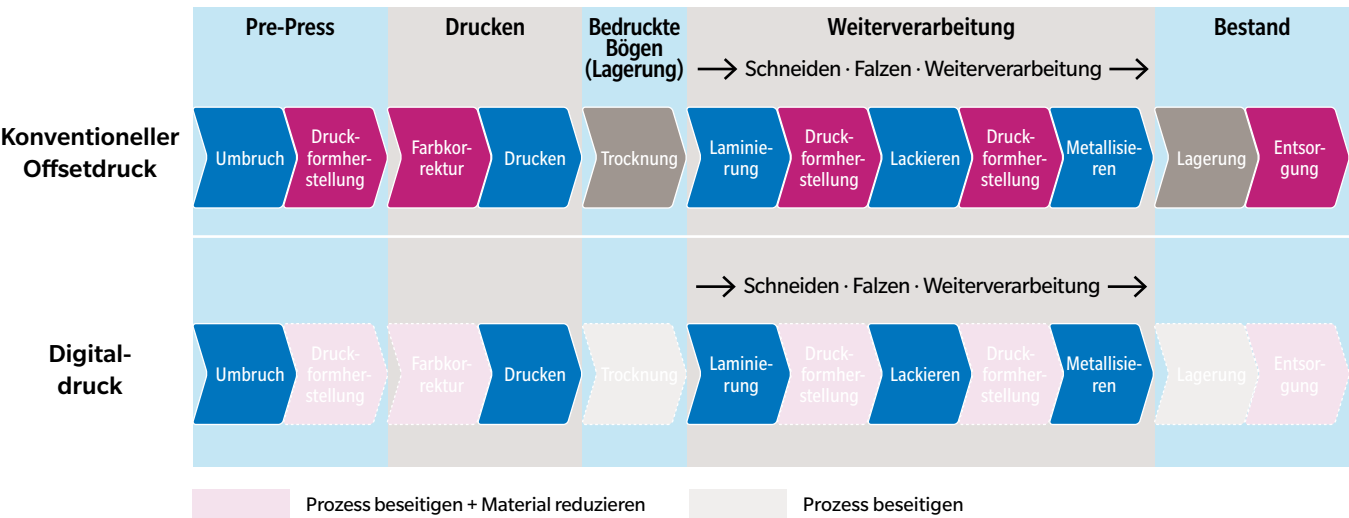 Pre-Press
Drucken
Bedruckte
Bögen
(Lagerung)
Weiterverarbeitung
Bestand
Schneiden · Falzen · Weiterverarbeitung
Konventioneller
Offsetdruck
Umbruch
Druck-
formher-
stellung
Farbkor-
rektur
Drucken
Trocknung
Laminie-
rung
Druck-
formher-
stellung
Lackieren
Druck-
formher-
stellung
Metallisie-
ren
Lagerung
Entsor-
gung
Schneiden · Falzen · Weiterverarbeitung
Digital-
druck
Umbruch
Druck-
formher-
stellung
Farbkor-
rektur
Drucken
Trocknung
Laminie-
rung
Druck-
formher-
stellung
Lackieren
Druck-
formher-
stellung
Metallisie-
ren
Lagerung
Entsor-
gung
Prozess beseitigen + Material reduzieren
Prozess beseitigen